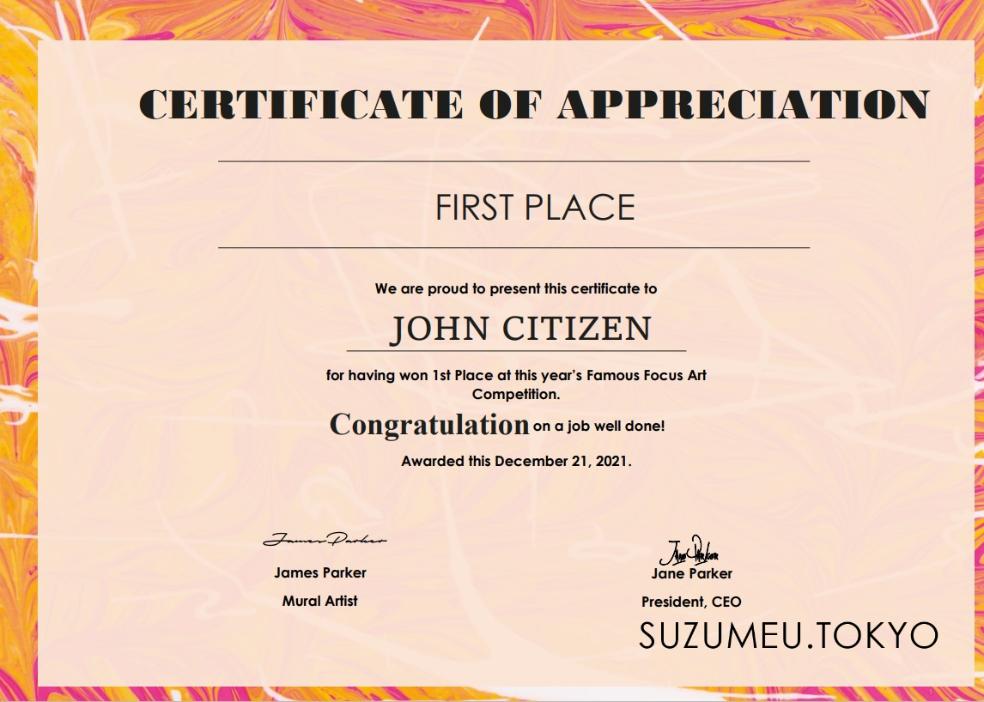 CERTIFICATE OF APPRECIATION
FIRST PLACE
We are proud to present this certificate to
JOHN CITIZEN
for having won 1st Place at this year's Famous Focus Art
Competition.
Congratulation on a job well done!
Awarded this December 21, 2021.
James Parker
Jane Parker
James Parker
Jane Parker
Mural Artist
President, CEO
SUZUMEU.TOKYO